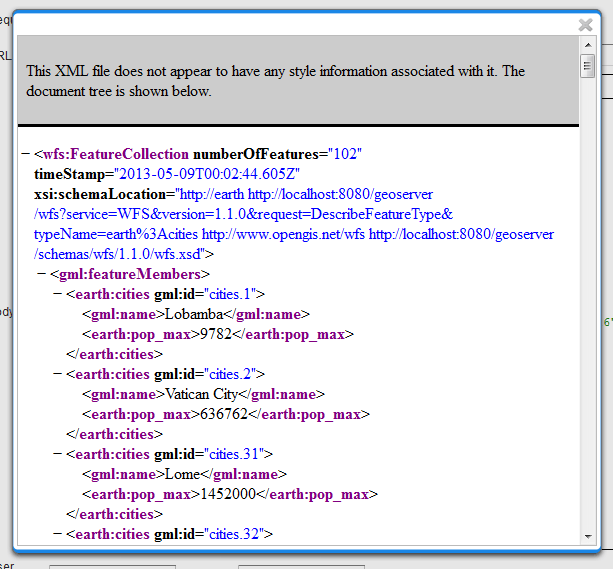 equ
RL
This XML file does not appear to have any style information associated with it. The
document tree is shown below.
− <wfs:FeatureCollection numberOfFeatures="102"
timeStamp="2013-05-09T00:02:44.605Z"
xsi:schemaLocation="http://earth http://localhost:8080/geoserver
/wfs?service=WFS&version=1.1.0&request=DescribeFeatureType&
typeName=earth%3Acities http://www.opengis.net/wfs http://localhost:8080/geoserver
/schemas/wfs/1.1.0/wfs.xsd">
− <gml:featureMembers>
− <earth:cities gml:id="cities.1">
<gml:name>Lobamba</gml:name>
<earth:pop_max>9782</earth:pop_max>
</earth:cities>
− <earth:cities gml:id="cities.2">
<gml:name>Vatican City</gml:name>
<earth:pop_max>636762</earth:pop_max>
</earth:cities>
− <earth:cities gml:id="cities.31">
<gml:name>Lome</gml:name>
<earth:pop_max>1452000</earth:pop_max>
</earth:cities>
− <earth:cities gml:id="cities.32">
ody
6"
ser